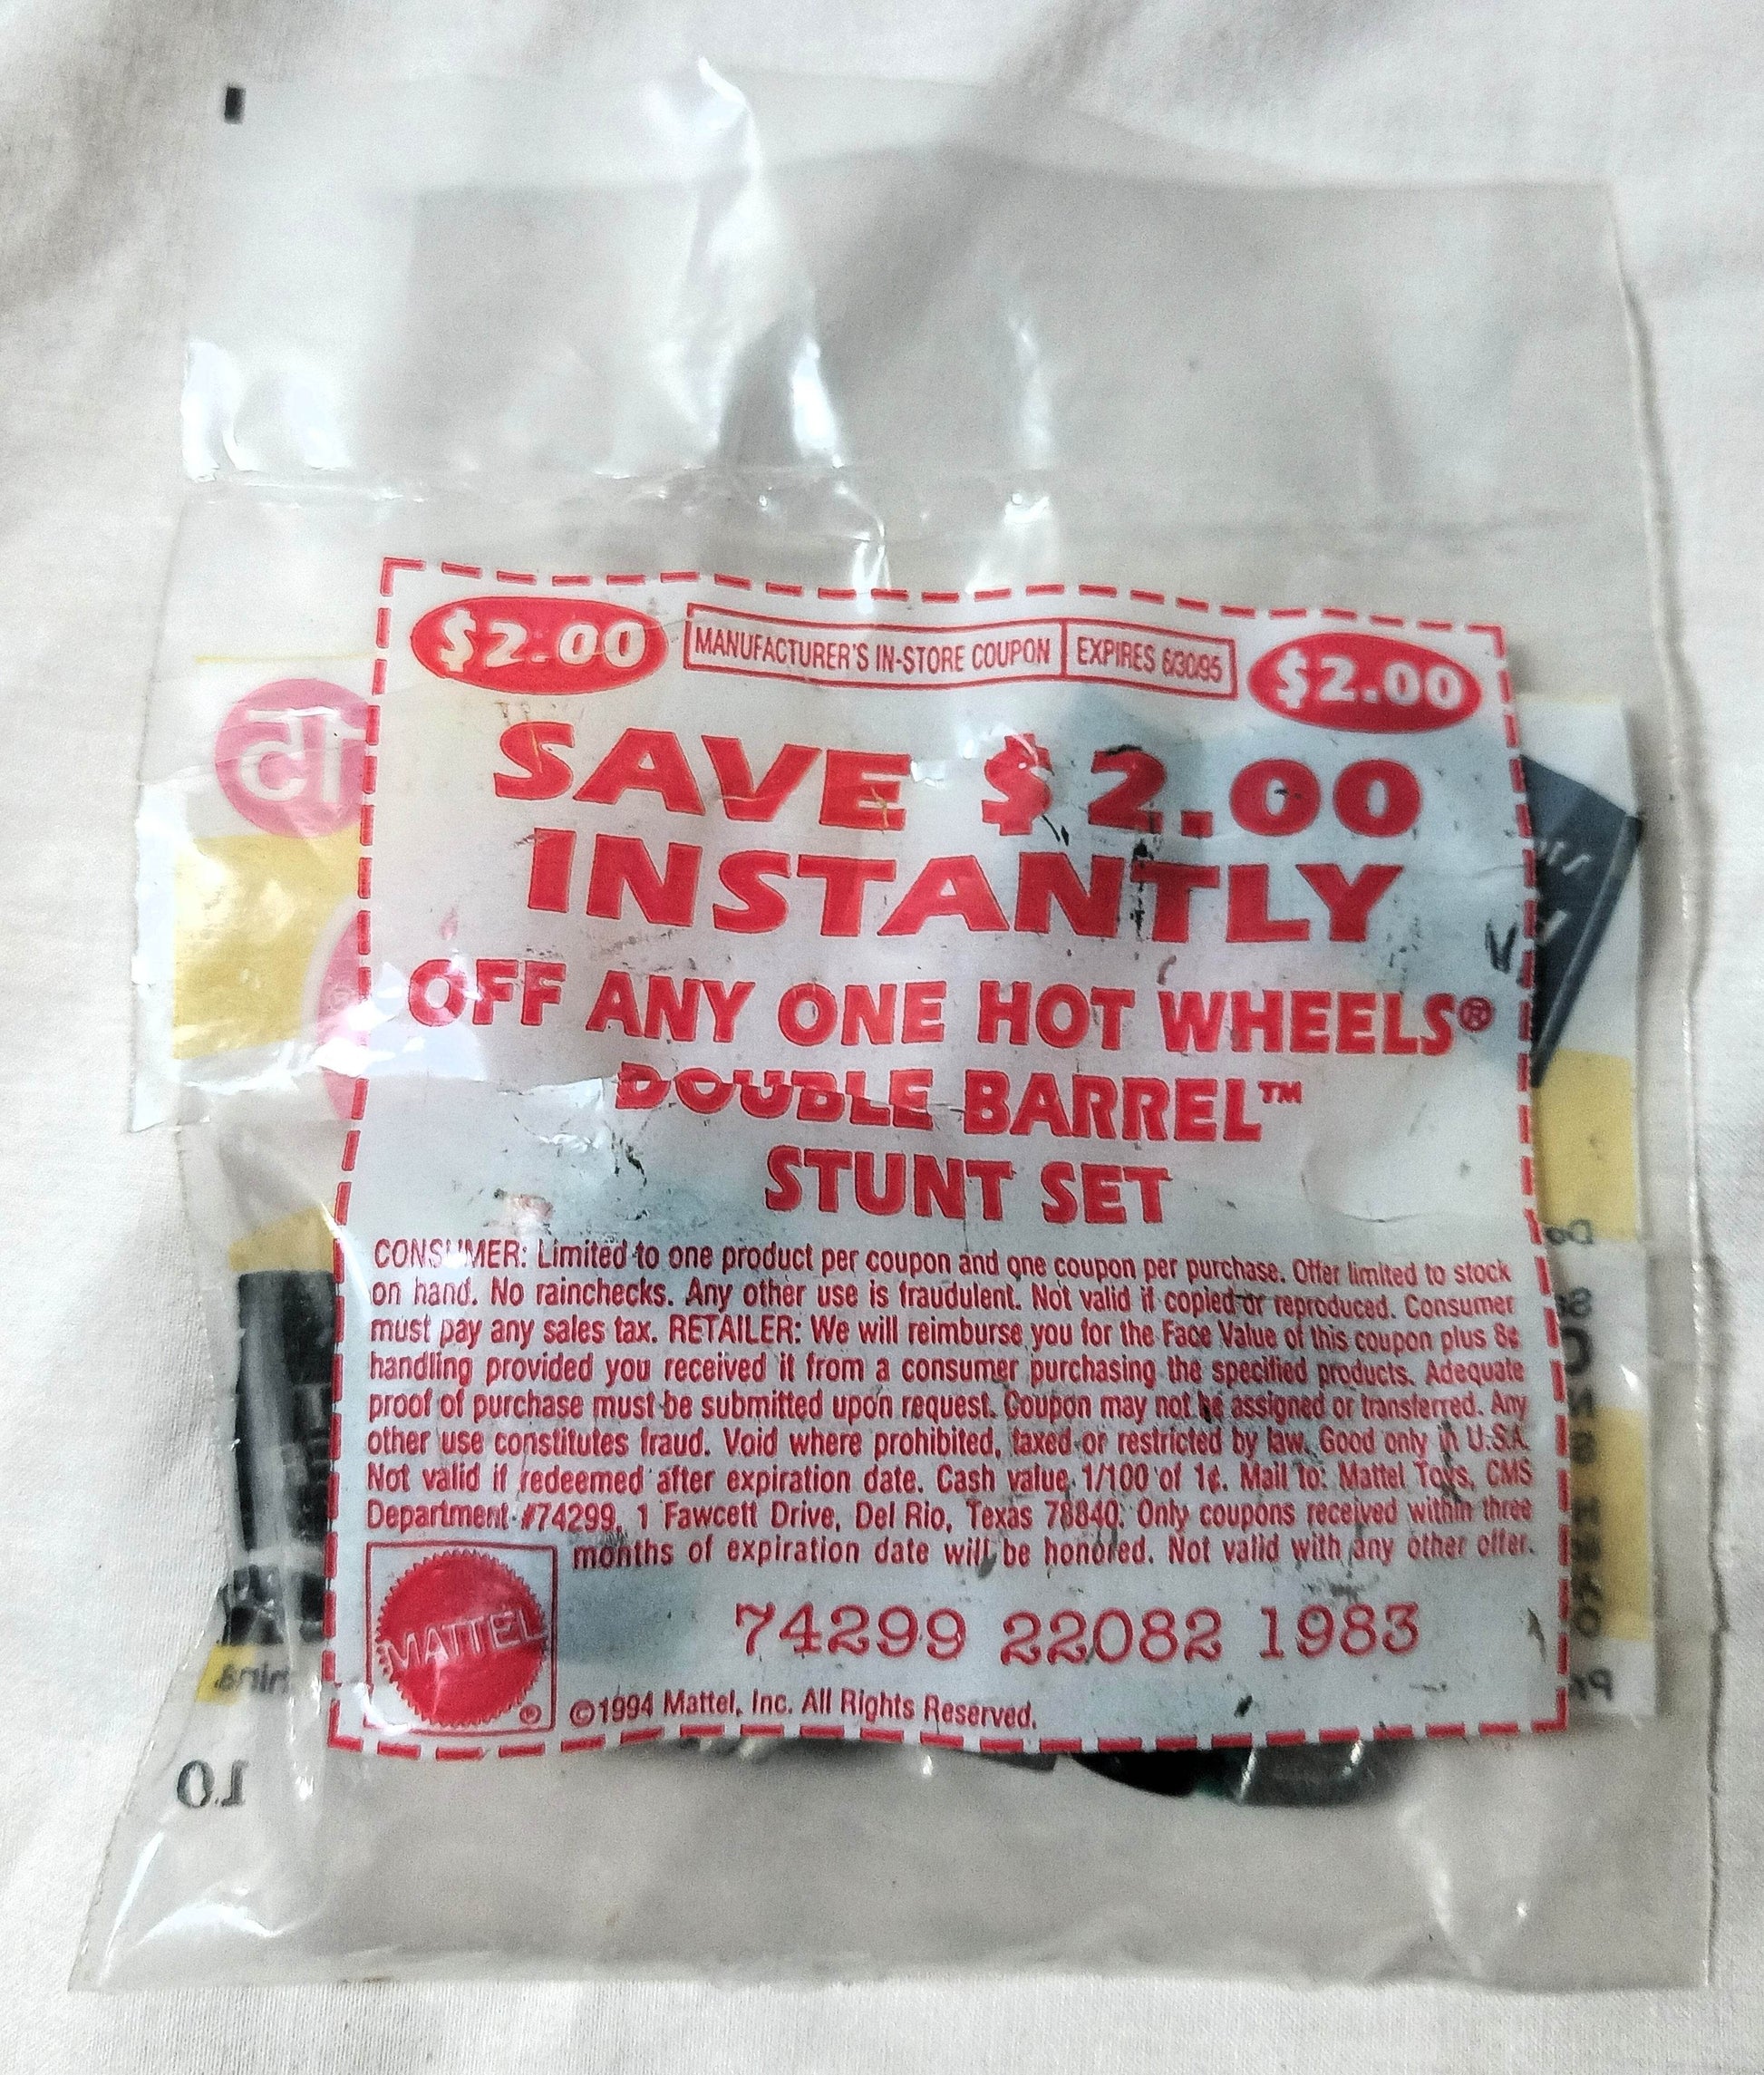 $2.00 MANUFACTURER'S IN-STORE COUPON EXPIRES 6/30/95 $2.00
SAVE $2.00
INSTANTLY
OFF ANY ONE HOT WHEELS®
DOUBLE BARREL™
STUNT SET
CONSUMER: Limited to one product per coupon and one coupon per purchase. Offer limited to stock
on hand. No rainchecks. Any other use is fraudulent. Not valid if copied or reproduced. Consumer
must pay any sales tax. RETAILER: We will reimburse you for the Face Value of this coupon plus 8¢
handling provided you received it from a consumer purchasing the specified products. Adequate
proof of purchase must be submitted upon request. Coupon may not be assigned or transferred. Any
other use constitutes fraud. Void where prohibited, taxed or restricted by law. Good only in U.S.A.
Not valid if redeemed after expiration date. Cash value 1/100 of 1¢. Mail to: Mattel Toys, CMS
Department #74299, 1 Fawcett Drive, Del Rio, Texas 78840. Only coupons received within three
months of expiration date will be honored. Not valid with any other offer.
MATTEL ®
74299 22082 1983
©1994 Mattel, Inc. All Rights Reserved.
10